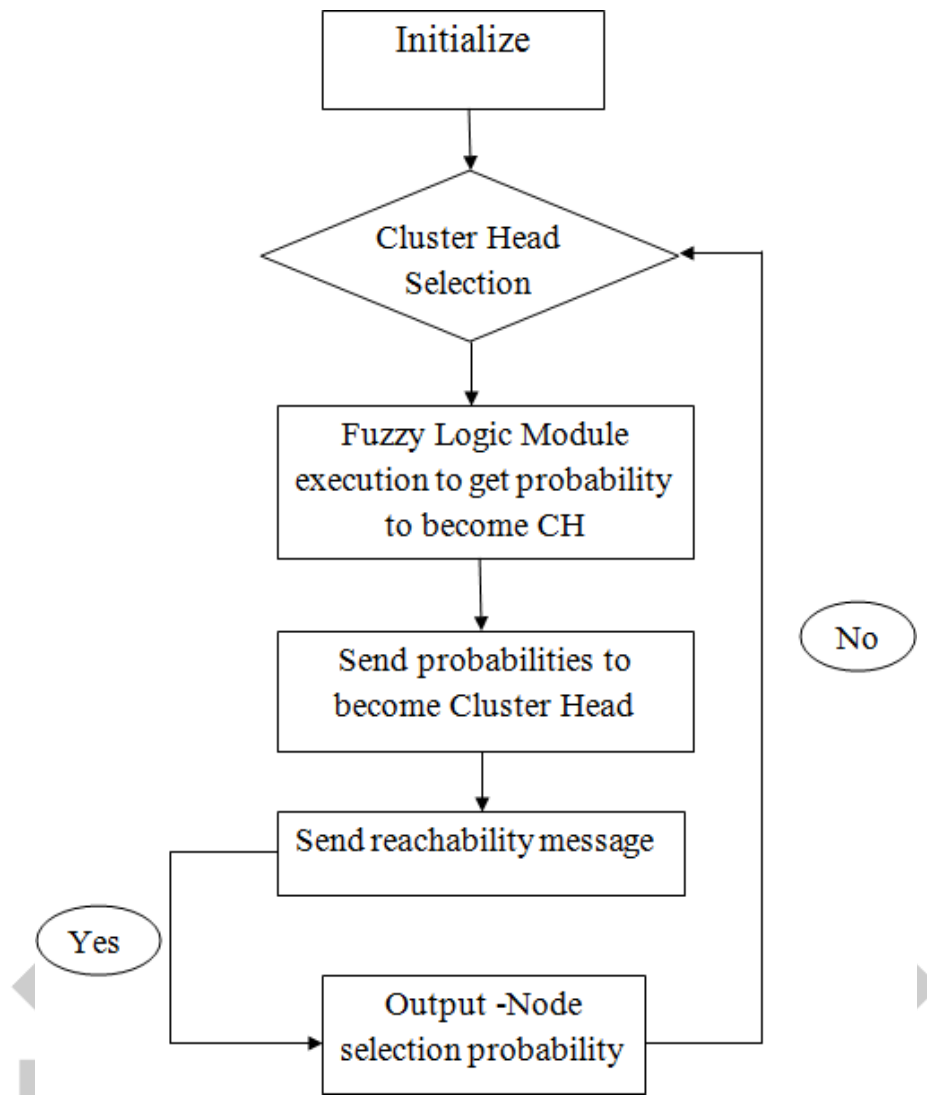 Initialize
Cluster Head
Selection
Fuzzy Logic Module
execution to get probability
to become CH
No
Send probabilities to
become Cluster Head
Send reachability message
Yes
Output -Node
selection probability